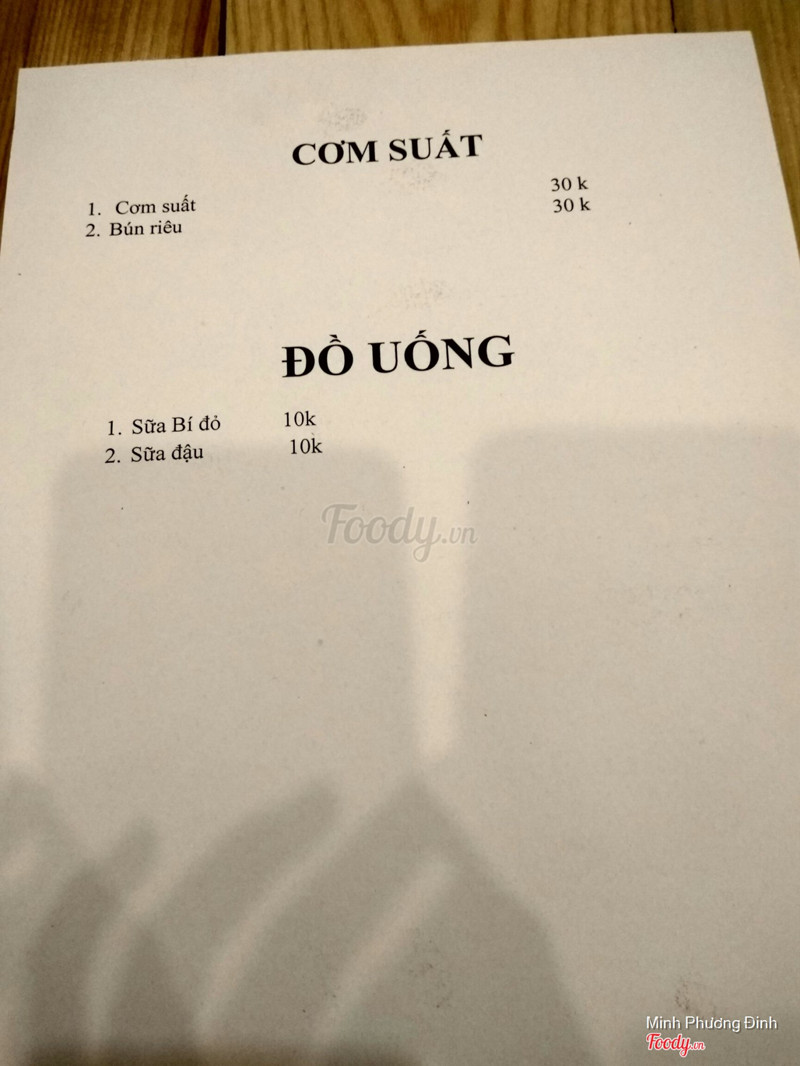 CƠM SUẤT
1. Cơm suất 30 k
2. Bún riêu 30 k
ĐỒ UỐNG
1. Sữa Bí đỏ 10k
2. Sữa đậu 10k
Foody.vn
Minh Phương Đinh
Foody.vn